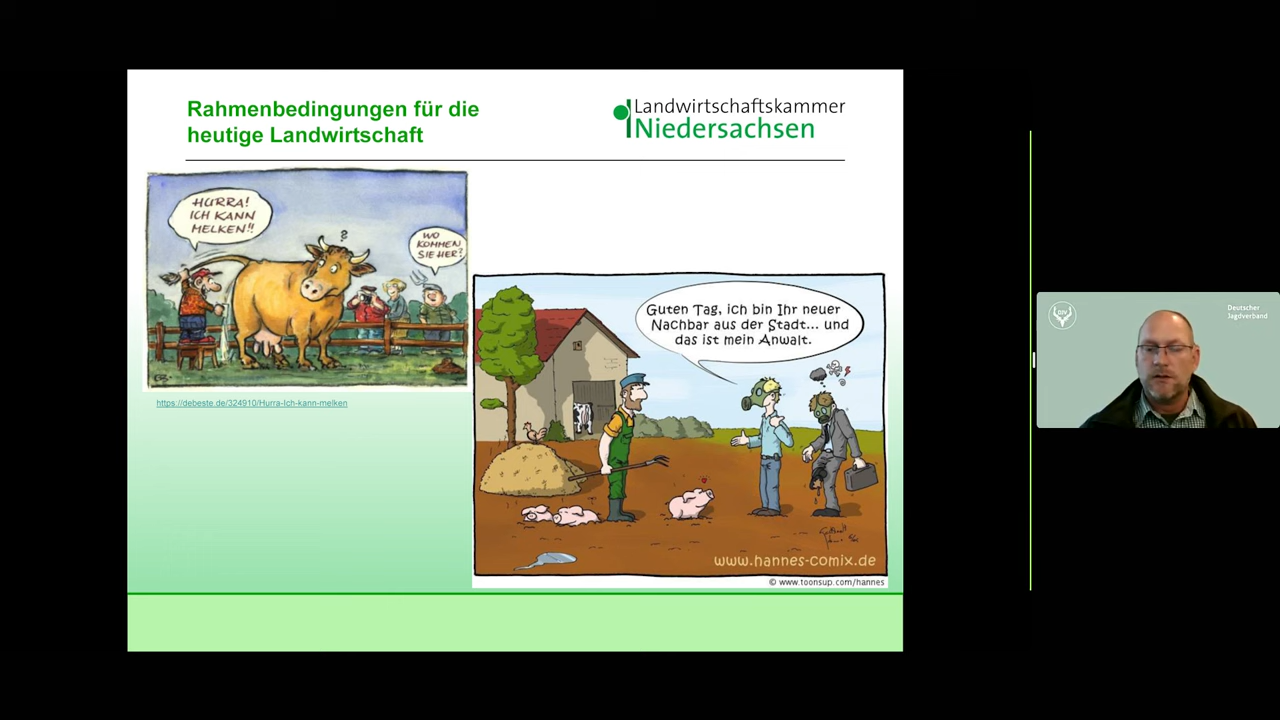 Rahmenbedingungen für die
heutige Landwirtschaft
Landwirtschaftskammer
Niedersachsen
HURRA!
ICH KANN
MELKEN!!
?
WO
KOMMEN
SIE HER?
https://debeste.de/324910/Hurra-Ich-kann-melken
Guten Tag, ich bin Ihr neuer
Nachbar aus der Stadt... und
das ist mein Anwalt.
www.hannes-comix.de
© www.toonsup.com/hannes
DJV
Deutscher
Jagdverband